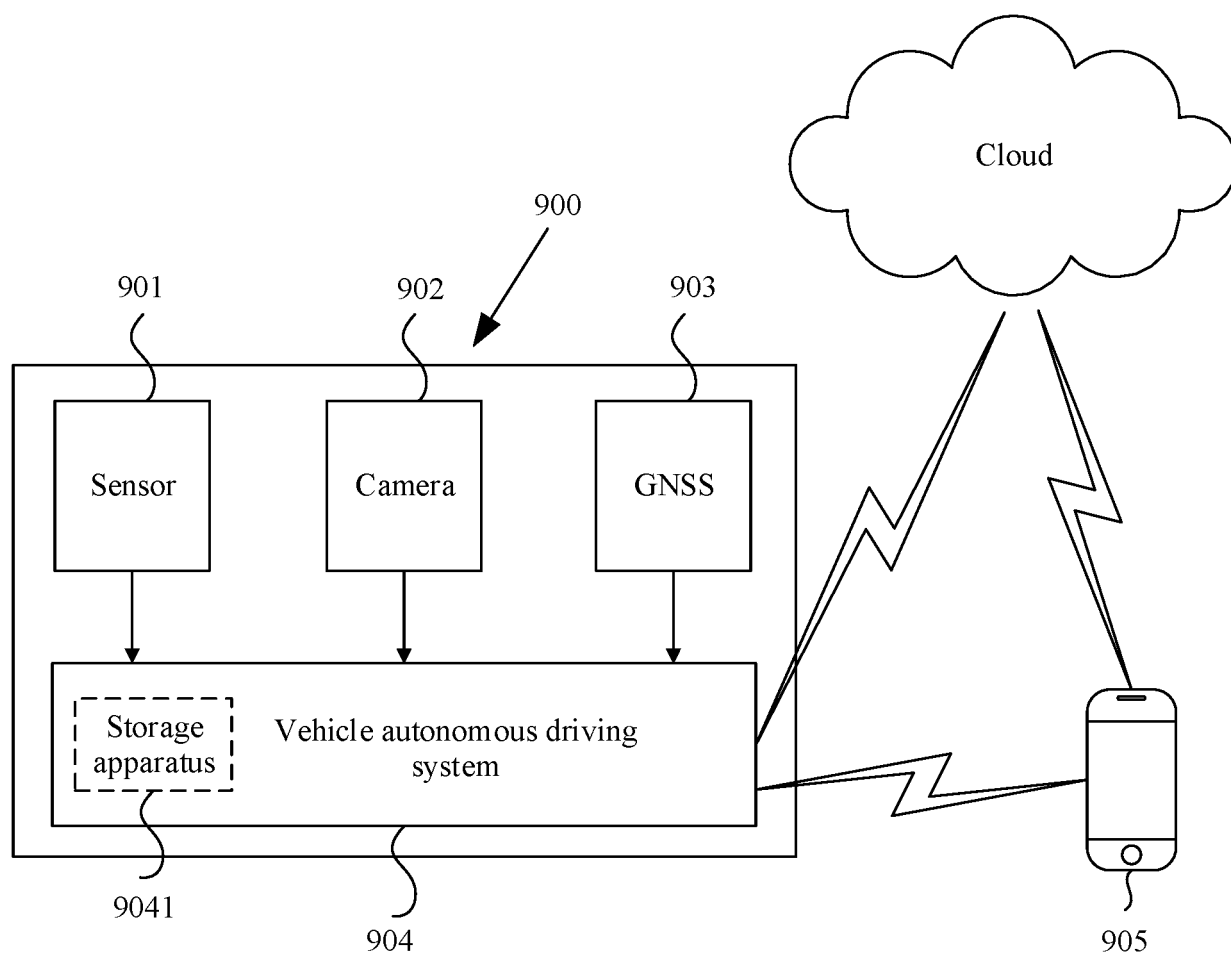 Cloud
900
901
902
903
Sensor
Camera
GNSS
Storage
apparatus
Vehicle autonomous driving
system
9041
904
905